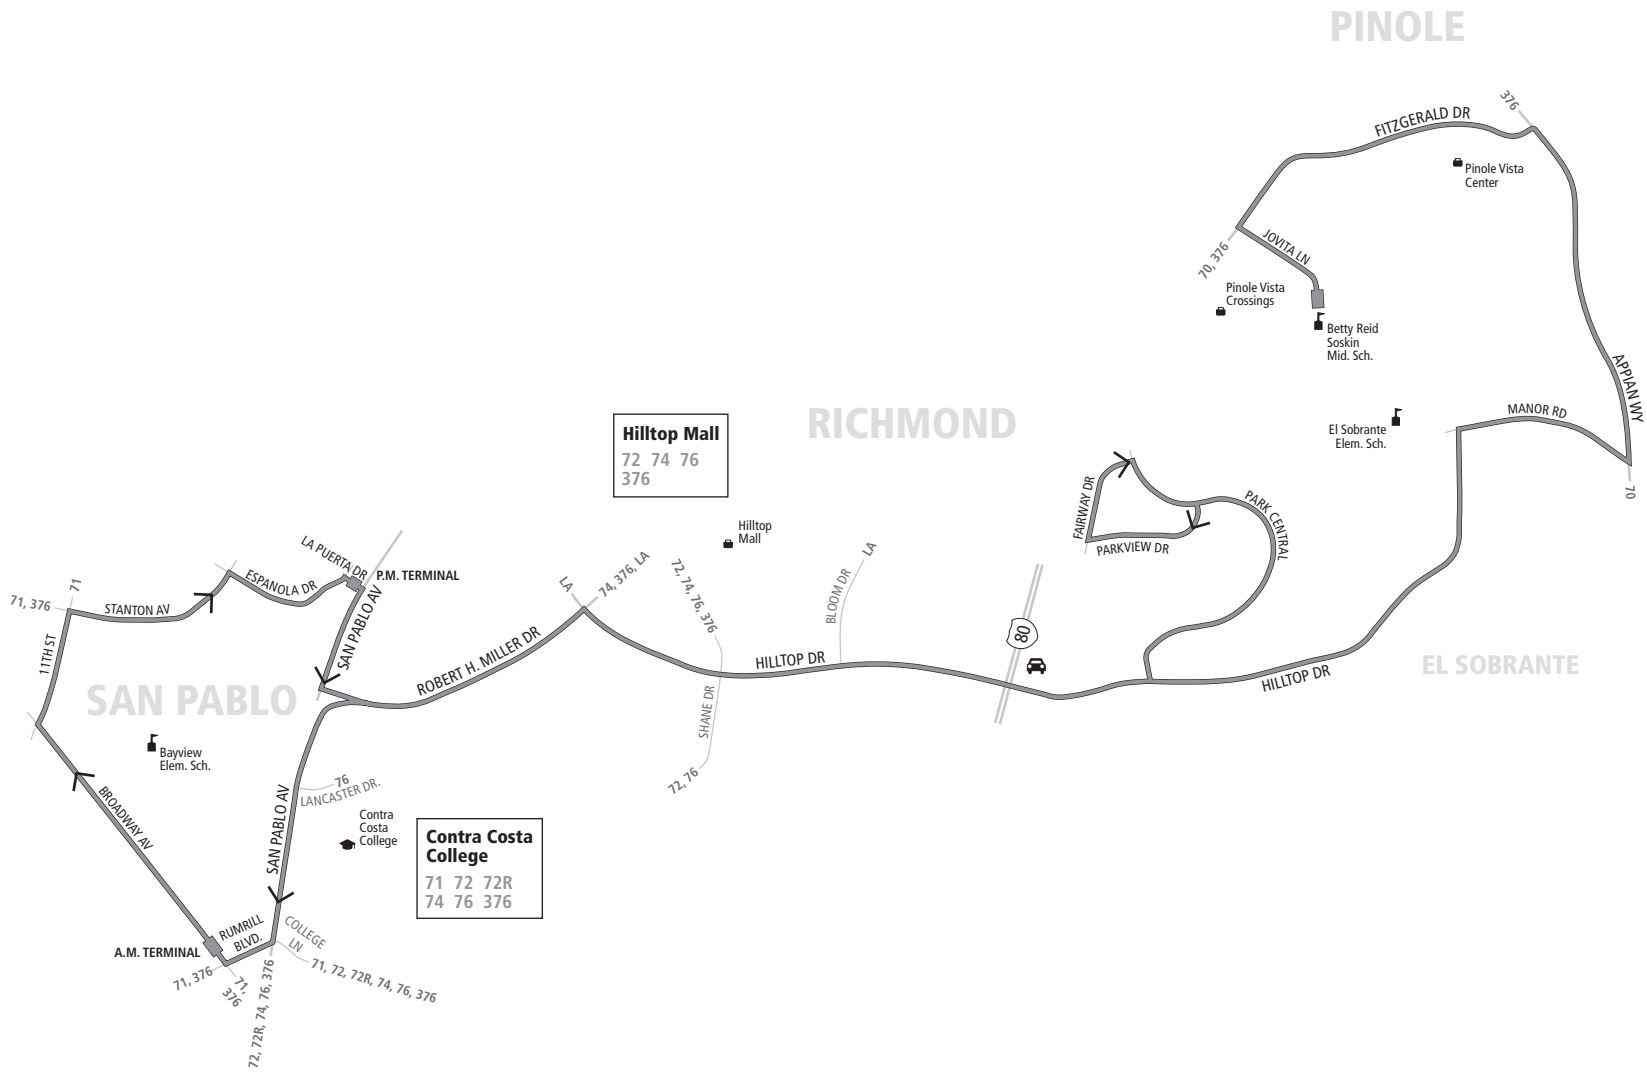 PINOLE
376
FITZGERALD DR
Pinole Vista
Center
70, 376
JOVITA LN
Pinole Vista
Crossings
Betty Reid
Soskin
Mid. Sch.
APPIAN WY
MANOR RD
El Sobrante
Elem. Sch.
70
RICHMOND
Hilltop Mall
72 74 76
376
Hilltop
Mall
FAIRWAY DR
PARKVIEW DR
PARK CENTRAL
LA PUERTA DR
P.M. TERMINAL
ESPANOLA DR
SAN PABLO AV
71
71, 376
STANTON AV
11TH ST
LA
74, 376, LA
72, 74, 76, 376
BLOOM DR
LA
80
ROBERT H. MILLER DR
HILLTOP DR
HILLTOP DR
EL SOBRANTE
SHANE DR
72, 76
SAN PABLO
Bayview
Elem. Sch.
76
LANCASTER DR.
BROADWAY AV
SAN PABLO AV
Contra
Costa
College
Contra Costa
College
71 72 72R
74 76 376
RUMRILL
BLVD.
COLLEGE
LN
A.M. TERMINAL
71, 376
71,
376
72, 72R, 74, 76, 376
71, 72, 72R, 74, 76, 376